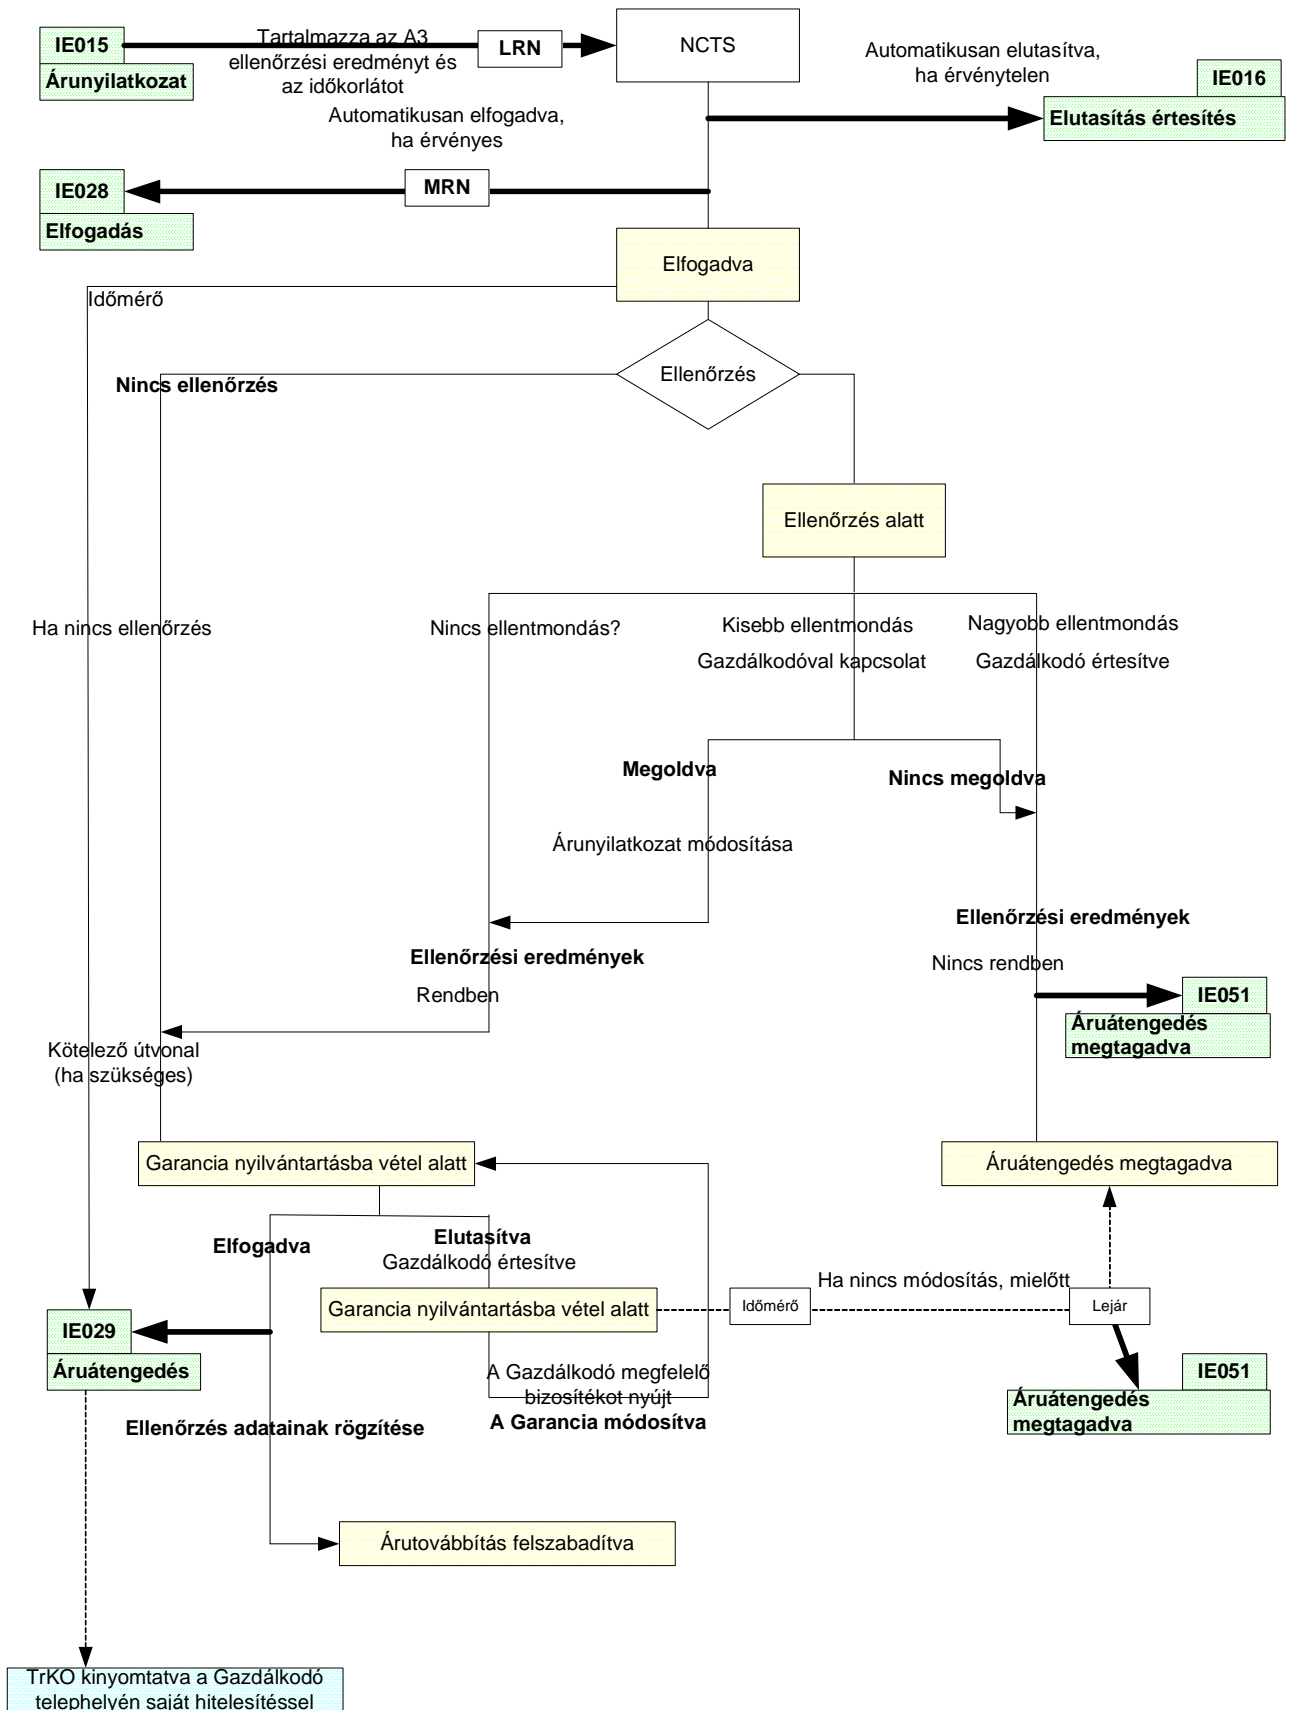 IE015
Árunyilatkozat
Tartalmazza az A3
ellenőrzési eredményt és
az időkorlátot
LRN
NCTS
Automatikusan elutasítva,
ha érvénytelen
IE016
Elutasítás értesítés
Automatikusan elfogadva,
ha érvényes
IE028
Elfogadás
MRN
Elfogadva
Időmérő
Nincs ellenőrzés
Ellenőrzés
Ellenőrzés alatt
Ha nincs ellenőrzés
Nincs ellentmondás?
Kisebb ellentmondás
Gazdálkodóval kapcsolat
Nagyobb ellentmondás
Gazdálkodó értesítve
Megoldva
Nincs megoldva
Árunyilatkozat módosítása
Ellenőrzési eredmények
Nincs rendben
Ellenőrzési eredmények
Rendben
IE051
Áruátengedés
megtagadva
Kötelező útvonal
(ha szükséges)
Garancia nyilvántartásba vétel alatt
Áruátengedés megtagadva
Elfogadva
Elutasítva
Gazdálkodó értesítve
Ha nincs módosítás, mielőtt
Garancia nyilvántartásba vétel alatt
Időmérő
Lejár
IE029
Áruátengedés
A Gazdálkodó megfelelő
bizosítékot nyújt
A Garancia módosítva
IE051
Áruátengedés
megtagadva
Ellenőrzés adatainak rögzítése
Árutovábbítás felszabadítva
TrKO kinyomtatva a Gazdálkodó
telephelyén saját hitelesítéssel